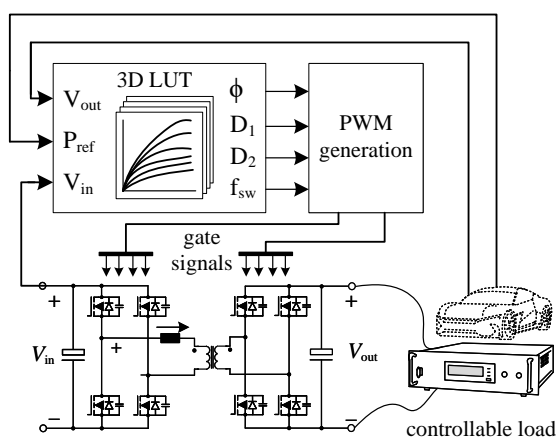 3D LUT
V_out
P_ref
V_in
ϕ
D_1
D_2
f_sw
PWM
generation
gate
signals
+
+
+
V_in
V_out
−
−
controllable load